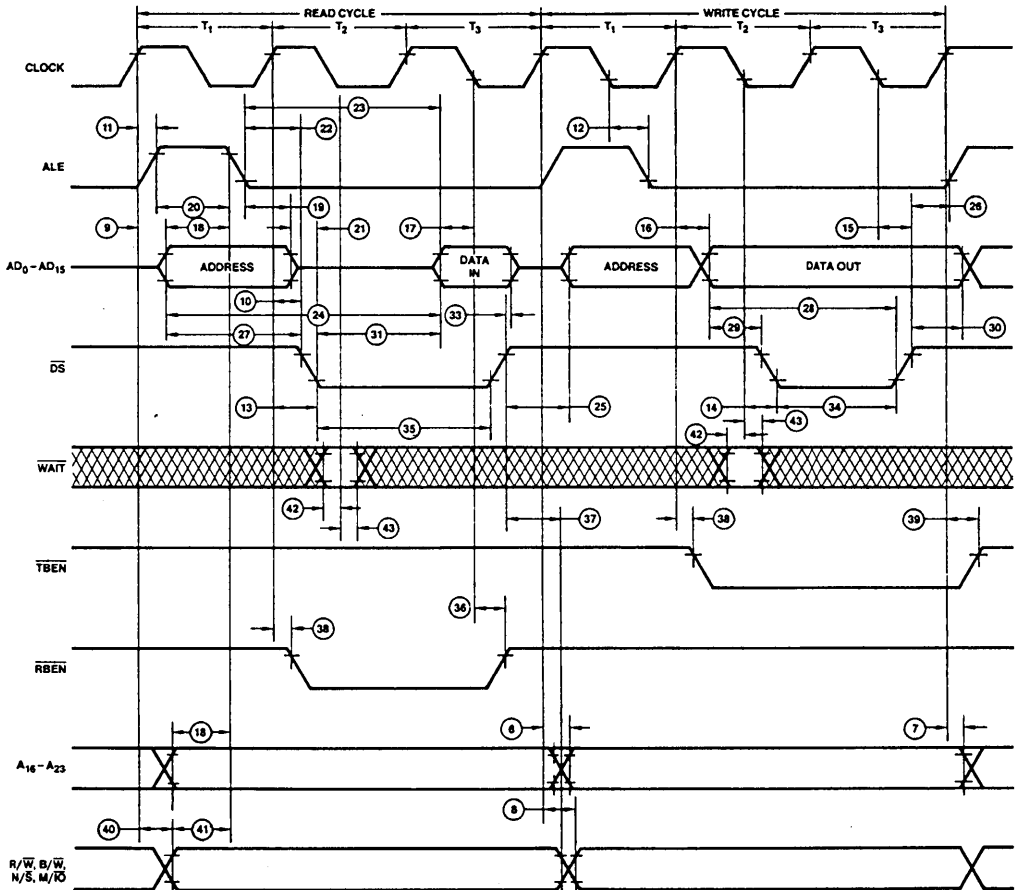 READ CYCLE WRITE CYCLE
T1 T2 T3 T1 T2 T3
CLOCK
23
11 22 12
ALE
20 19 26
9 18 21 17 16 15
AD0–AD15 ADDRESS DATA IN ADDRESS DATA OUT
10
24 33 28
27 31 29 30
DS
13 25 14 34
35 42 43
WAIT
42 43
37 38 39
TBEN
36
38
RBEN
18 6 7
A16–A23
8
40 41
R/W, B/W,
N/S, M/IO